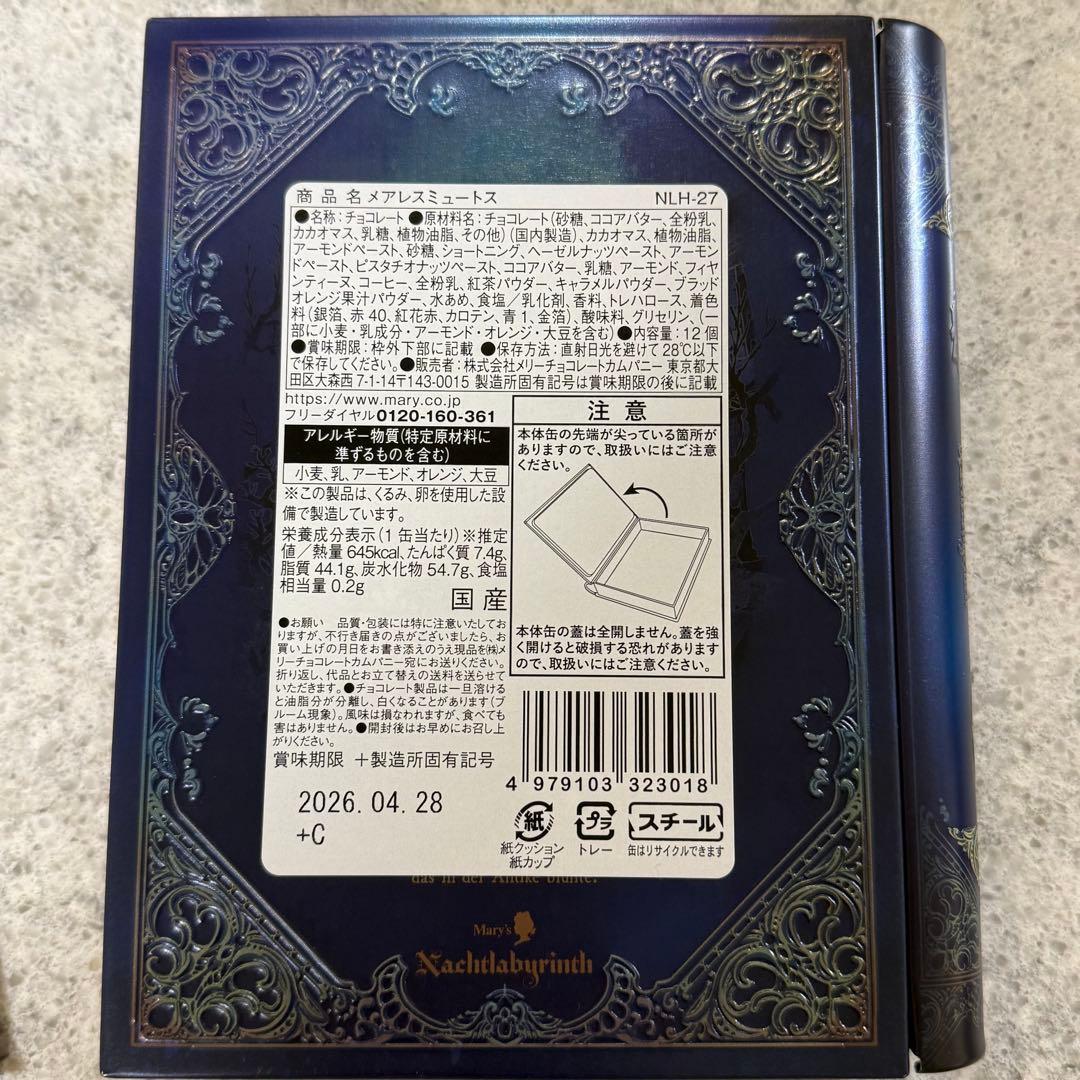 商品名 メアレスミュートス NLH-27
●名称:チョコレート ●原材料名:チョコレート(砂糖、ココアバター、全粉乳、
カカオマス、乳糖、植物油脂、その他)(国内製造)、カカオマス、植物油脂、
アーモンドペースト、砂糖、ショートニング、ヘーゼルナッツペースト、アーモン
ドペースト、ピスタチオナッツペースト、ココアバター、乳糖、アーモンド、フィヤ
ンティーヌ、コーヒー、全粉乳、紅茶パウダー、キャラメルパウダー、ブラッド
オレンジ果汁パウダー、水あめ、食塩/乳化剤、香料、トレハロース、着色
料(銀箔、赤40、紅花赤、カロテン、青1、金箔)、酸味料、グリセリン、(一
部に小麦・乳成分・アーモンド・オレンジ・大豆を含む)●内容量:12個
●賞味期限:枠外下部に記載 ●保存方法:直射日光を避けて28℃以下
で保存してください。●販売者:株式会社メリーチョコレートカムパニー 東京都大
田区大森西7-1-14〒143-0015 製造所固有記号は賞味期限の後に記載
https://www.mary.co.jp
フリーダイヤル0120-160-361
アレルギー物質(特定原材料に
準ずるものを含む)
小麦、乳、アーモンド、オレンジ、大豆
※この製品は、くるみ、卵を使用した設
備で製造しています。
栄養成分表示(1缶当たり)※推定
値/熱量 645kcal、たんぱく質 7.4g、
脂質 44.1g、炭水化物 54.7g、食塩
相当量 0.2g
国産
●お願い 品質・包装には特に注意いたしてお
りますが、不行き届きの点がございましたら、お
買い上げの月日をお書き添えのうえ現品を㈱メ
リーチョコレートカムパニー宛にお送りください。
折り返し、代品とお立て替えの送料を送らせて
いただきます。●チョコレート製品は一旦溶ける
と油脂分が分離し、白くなることがあります(ブ
ルーム現象)。風味は損なわれますが、食べても
害はありません。●開封後はお早めにお召し上
がりください。
賞味期限 +製造所固有記号
2026.04.28
+C
注意
本体缶の先端が尖っている箇所が
ありますので、取扱いにはご注意
ください。
本体缶の蓋は全開しません。蓋を強
く開けると破損する恐れがあります
ので、取扱いにはご注意ください。
4 979103 323018
紙 プラ スチール
紙クッション トレー 缶はリサイクルできます
紙カップ
das in der Antike blühte.
Mary's
Nachtlabyrinth